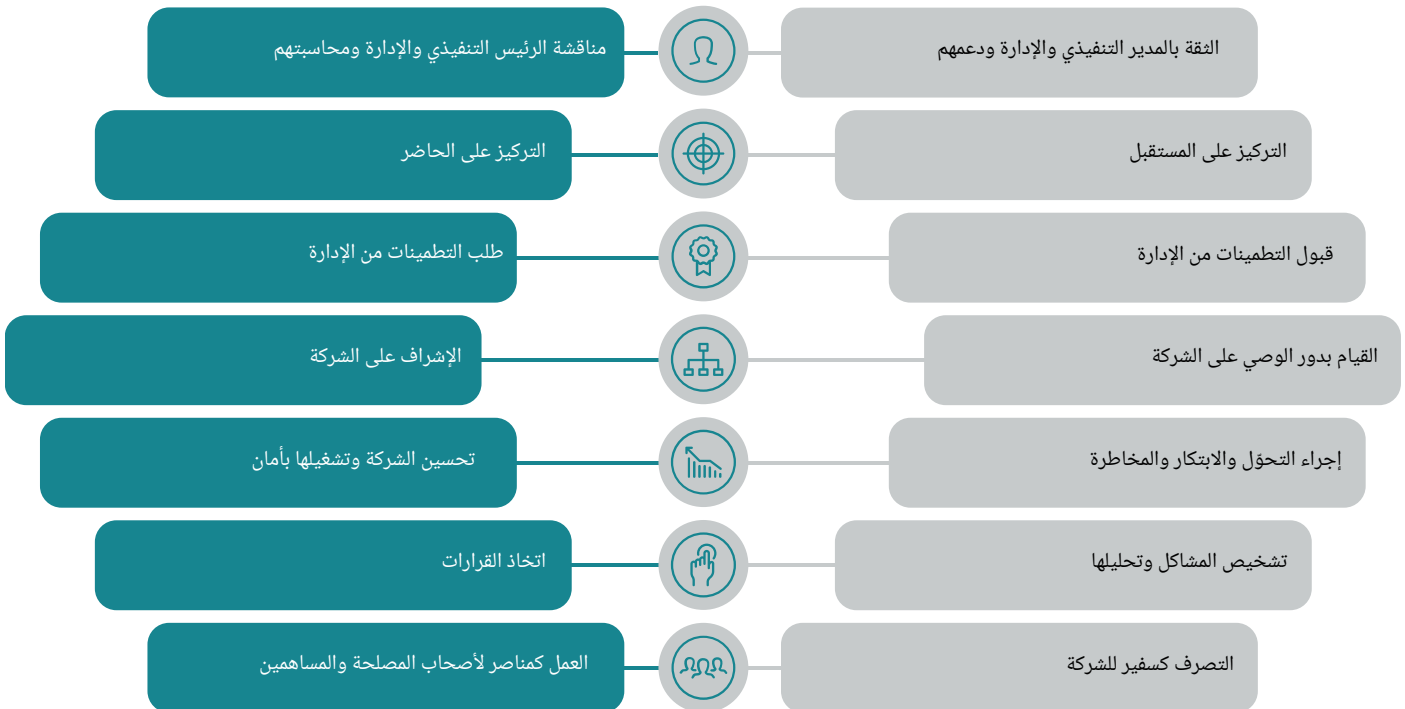 الثقة بالمدير التنفيذي والإدارة ودعمهم
مناقشة الرئيس التنفيذي والإدارة ومحاسبتهم
التركيز على المستقبل
التركيز على الحاضر
قبول التطمينات من الإدارة
طلب التطمينات من الإدارة
القيام بدور الوصي على الشركة
الإشراف على الشركة
إجراء التحوّل والابتكار والمخاطرة
تحسين الشركة وتشغيلها بأمان
تشخيص المشاكل وتحليلها
اتخاذ القرارات
التصرف كسفير للشركة
العمل كمناصر لأصحاب المصلحة والمساهمين